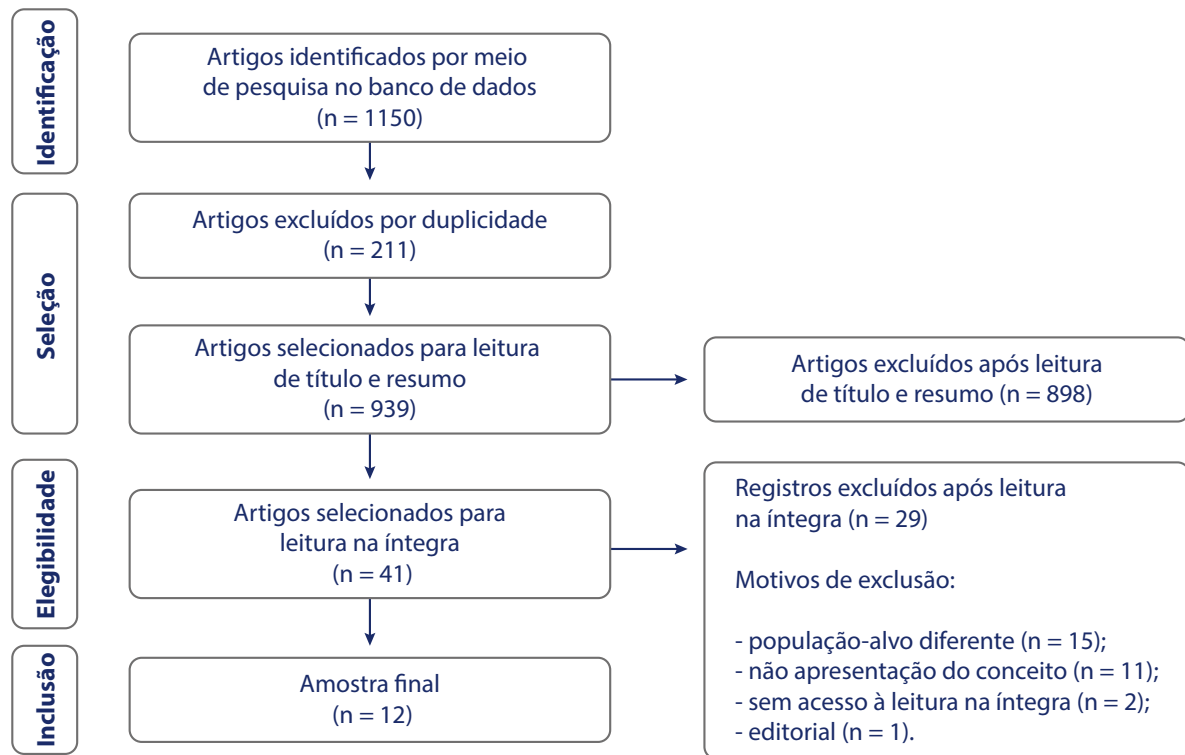 Identificação
Artigos identificados por meio
de pesquisa no banco de dados
(n = 1150)
Seleção
Artigos excluídos por duplicidade
(n = 211)
Artigos selecionados para leitura
de título e resumo
(n = 939)
Artigos excluídos após leitura
de título e resumo (n = 898)
Elegibilidade
Artigos selecionados para
leitura na íntegra
(n = 41)
Registros excluídos após leitura
na íntegra (n = 29)
Motivos de exclusão:
- população-alvo diferente (n = 15);
- não apresentação do conceito (n = 11);
- sem acesso à leitura na íntegra (n = 2);
- editorial (n = 1).
Inclusão
Amostra final
(n = 12)